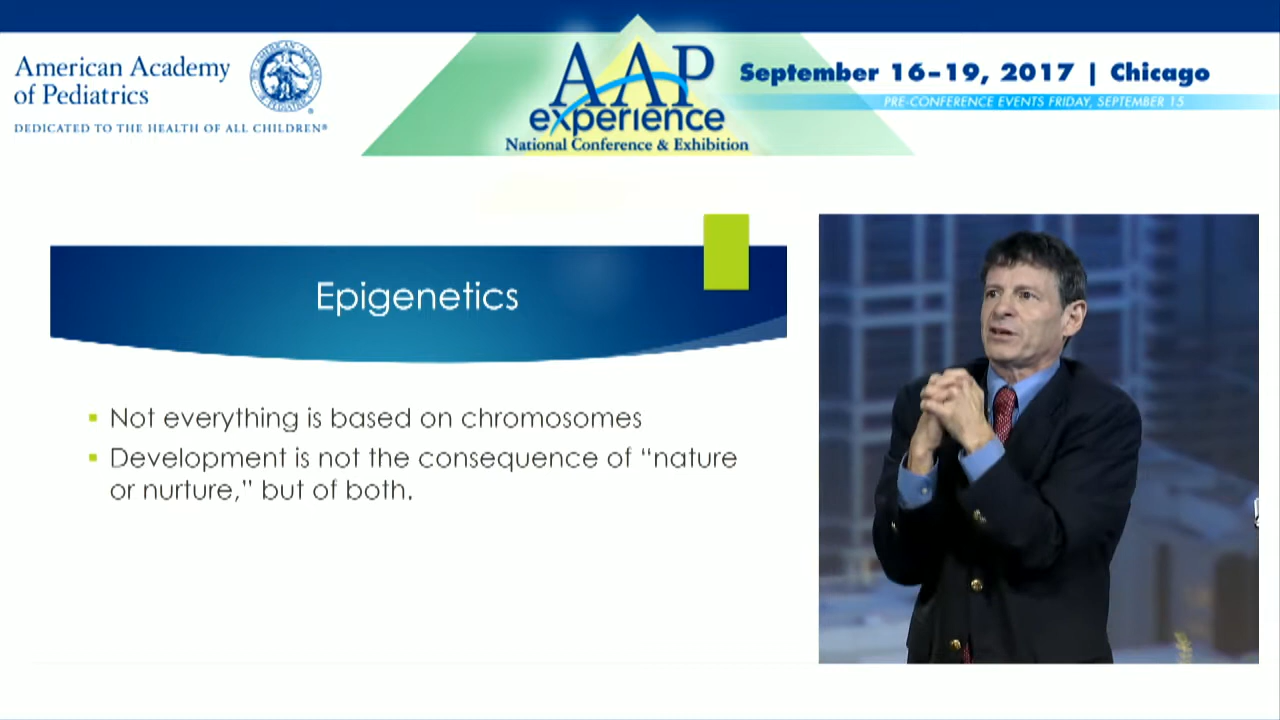 American Academy
of Pediatrics
DEDICATED TO THE HEALTH OF ALL CHILDREN®
AAP
experience
National Conference & Exhibition
September 16–19, 2017 | Chicago
PRE-CONFERENCE EVENTS FRIDAY, SEPTEMBER 15
Epigenetics
▪ Not everything is based on chromosomes
▪ Development is not the consequence of “nature
or nurture,” but of both.